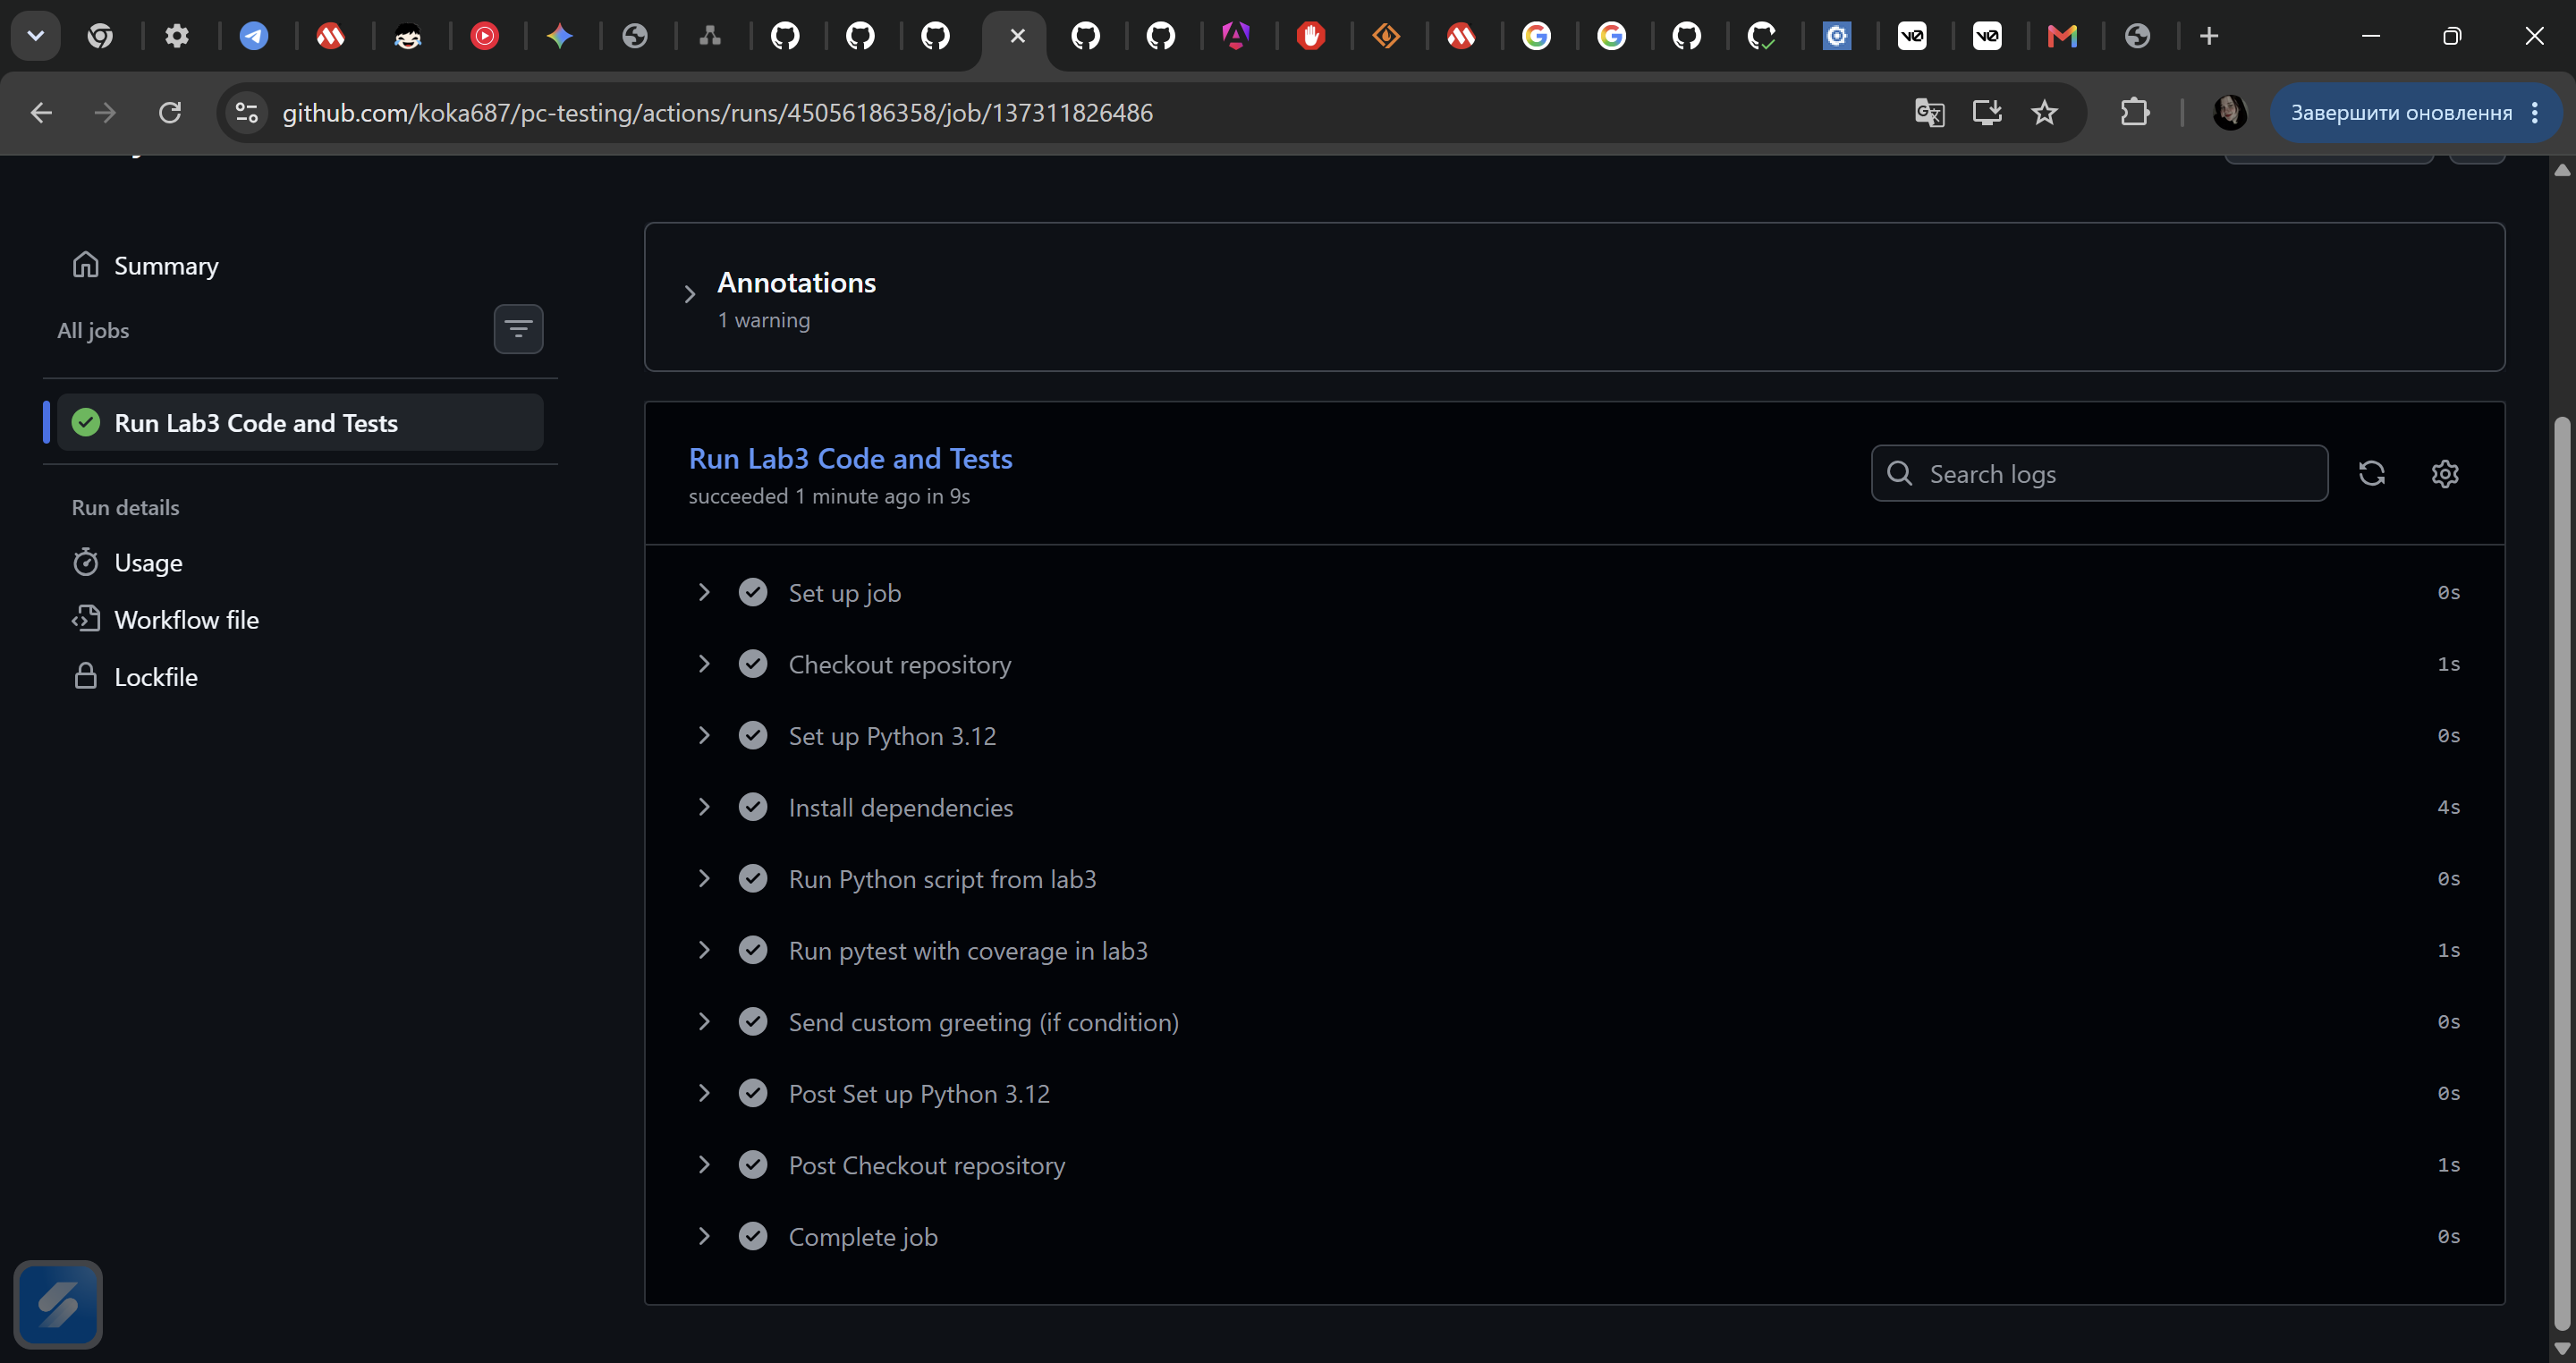 github.com/koka687/pc-testing/actions/runs/45056186358/job/137311826486
Завершити оновлення
Summary
All jobs
Run Lab3 Code and Tests
Run details
Usage
Workflow file
Lockfile
Annotations
1 warning
Run Lab3 Code and Tests
succeeded 1 minute ago in 9s
Search logs
Set up job 0s
Checkout repository 1s
Set up Python 3.12 0s
Install dependencies 4s
Run Python script from lab3 0s
Run pytest with coverage in lab3 1s
Send custom greeting (if condition) 0s
Post Set up Python 3.12 0s
Post Checkout repository 1s
Complete job 0s